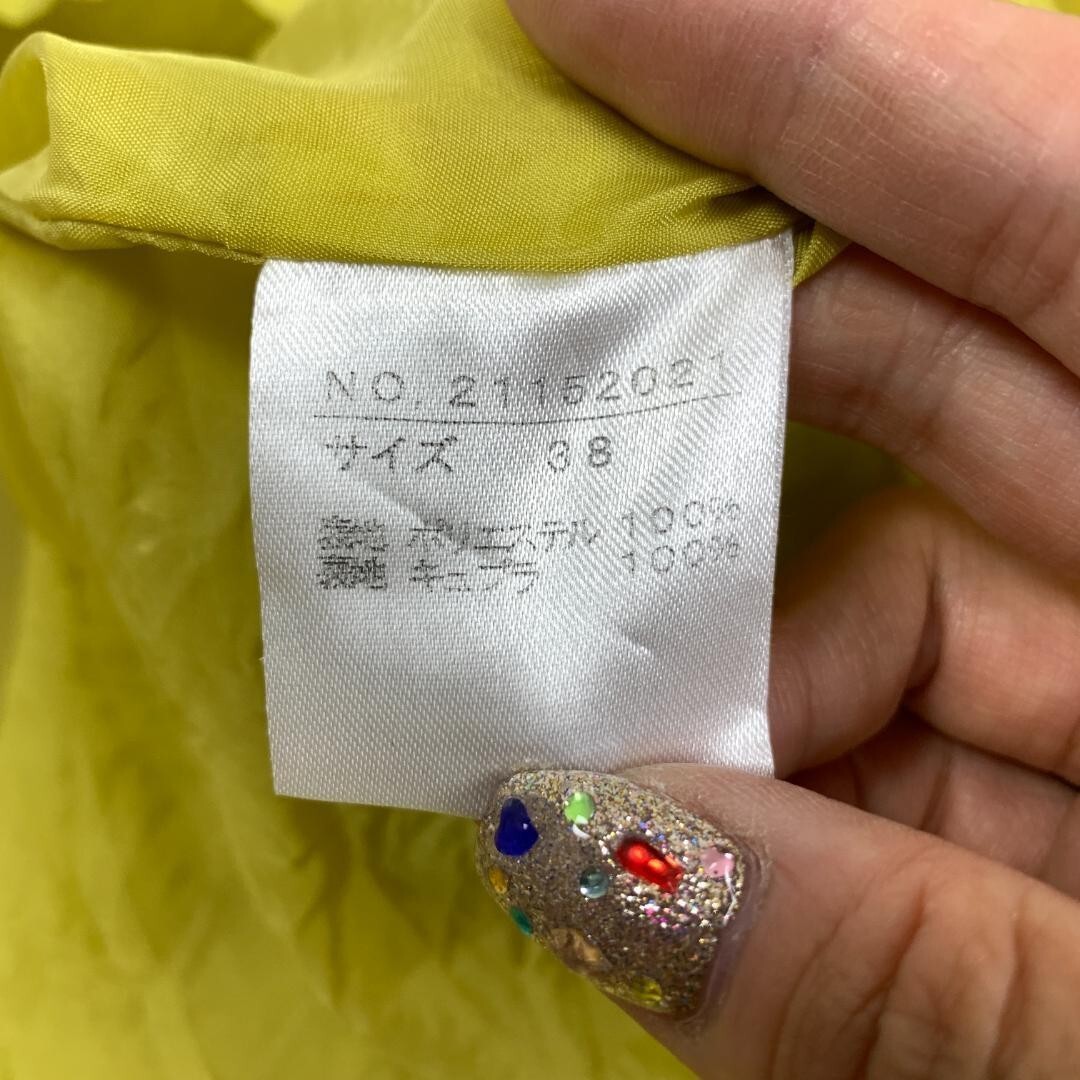 NO. 21152021
サイズ 38
表地 ポリエステル 100%
裏地 キュプラ 100%